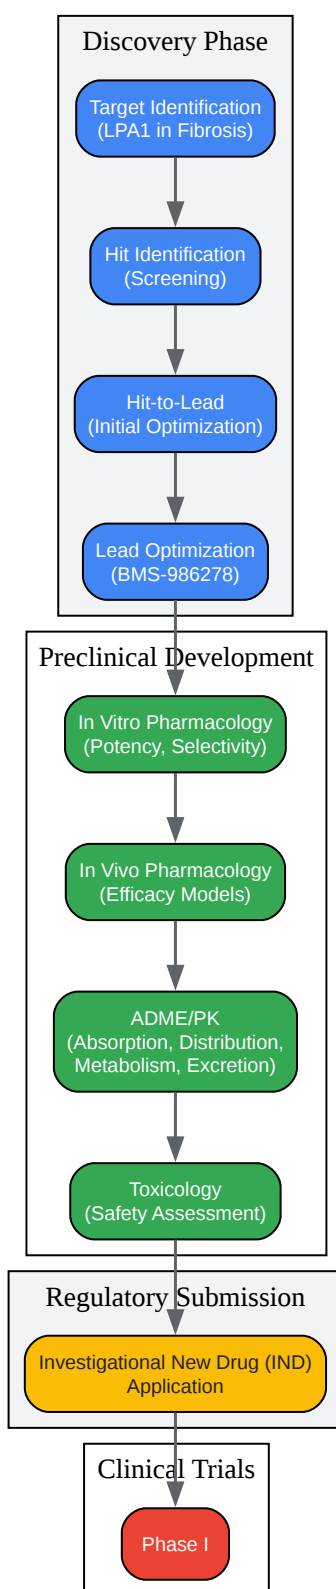 Discovery Phase
Target Identification
(LPA1 in Fibrosis)
Hit Identification
(Screening)
Hit-to-Lead
(Initial Optimization)
Lead Optimization
(BMS-986278)
Preclinical Development
In Vitro Pharmacology
(Potency, Selectivity)
In Vivo Pharmacology
(Efficacy Models)
ADME/PK
(Absorption, Distribution,
Metabolism, Excretion)
Toxicology
(Safety Assessment)
Regulatory Submission
Investigational New Drug (IND)
Application
Clinical Trials
Phase I